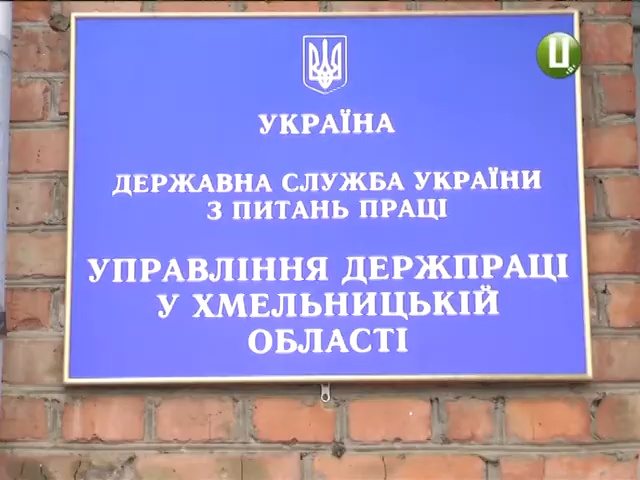 Ц
УКРАЇНА
ДЕРЖАВНА СЛУЖБА УКРАЇНИ
З ПИТАНЬ ПРАЦІ
УПРАВЛІННЯ ДЕРЖПРАЦІ
У ХМЕЛЬНИЦЬКІЙ
ОБЛАСТІ